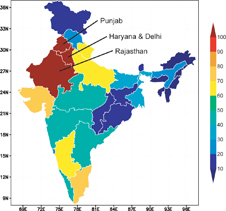 36N
33N
30N
27N
24N
21N
18N
15N
12N
9N
Punjab
Haryana & Delhi
Rajasthan
69E 72E 75E 78E 81E 84E 87E 90E 93E 96E
100
90
80
70
60
50
40
30
20
10